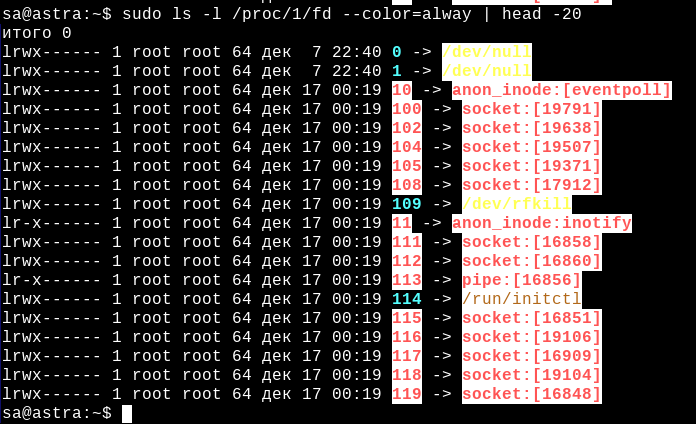 sa@astra:~$ sudo ls -l /proc/1/fd --color=alway | head -20
итого 0
lrwx------ 1 root root 64 дек  7 22:40 0 -> /dev/null
lrwx------ 1 root root 64 дек  7 22:40 1 -> /dev/null
lrwx------ 1 root root 64 дек 17 00:19 10 -> anon_inode:[eventpoll]
lrwx------ 1 root root 64 дек 17 00:19 100 -> socket:[19791]
lrwx------ 1 root root 64 дек 17 00:19 102 -> socket:[19638]
lrwx------ 1 root root 64 дек 17 00:19 104 -> socket:[19507]
lrwx------ 1 root root 64 дек 17 00:19 105 -> socket:[19371]
lrwx------ 1 root root 64 дек 17 00:19 108 -> socket:[17912]
lrwx------ 1 root root 64 дек 17 00:19 109 -> /dev/rfkill
lr-x------ 1 root root 64 дек 17 00:19 11 -> anon_inode:inotify
lrwx------ 1 root root 64 дек 17 00:19 111 -> socket:[16858]
lrwx------ 1 root root 64 дек 17 00:19 112 -> socket:[16860]
lr-x------ 1 root root 64 дек 17 00:19 113 -> pipe:[16856]
lrwx------ 1 root root 64 дек 17 00:19 114 -> /run/initctl
lrwx------ 1 root root 64 дек 17 00:19 115 -> socket:[16851]
lrwx------ 1 root root 64 дек 17 00:19 116 -> socket:[19106]
lrwx------ 1 root root 64 дек 17 00:19 117 -> socket:[16909]
lrwx------ 1 root root 64 дек 17 00:19 118 -> socket:[19104]
lrwx------ 1 root root 64 дек 17 00:19 119 -> socket:[16848]
sa@astra:~$